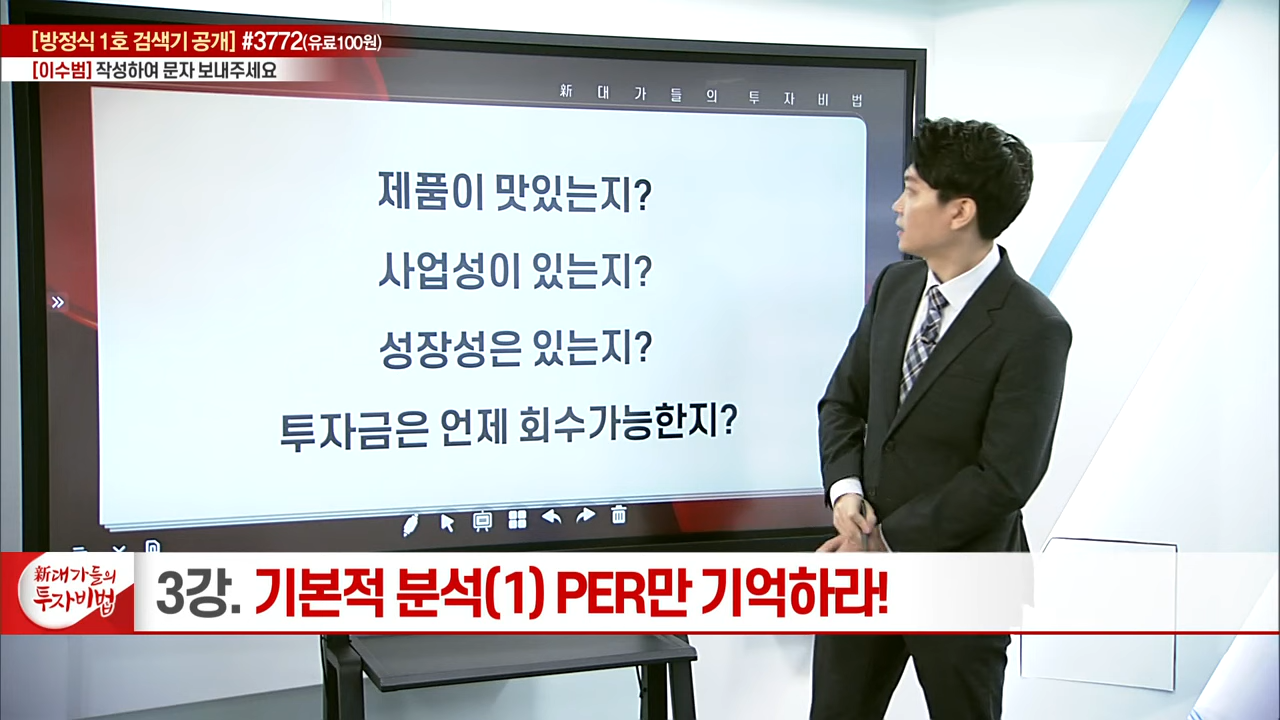 [방정식 1호 검색기 공개] #3772(유료100원)
[이수범] 작성하여 문자 보내주세요
新 대 가 들 의 투 자 비 법
제품이 맛있는지?
사업성이 있는지?
성장성은 있는지?
투자금은 언제 회수가능한지?
新대가들의
투자비법
3강. 기본적 분석(1) PER만 기억하라!